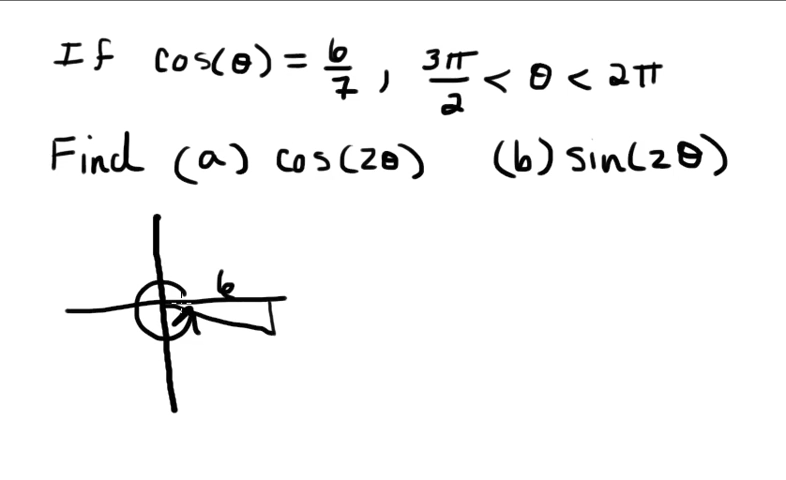 If cos(θ) = 6/7, 3π/2 < θ < 2π
Find (a) cos(2θ) (b) sin(2θ)
6